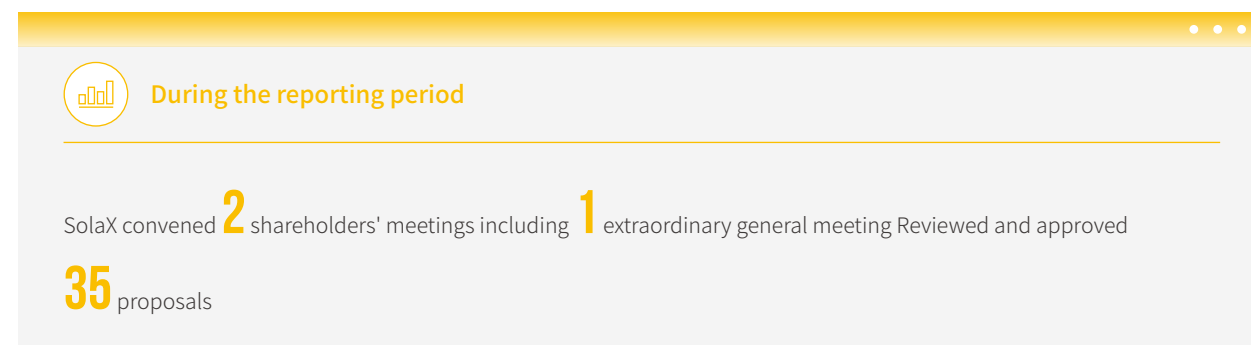 During the reporting period
SolaX convened 2 shareholders' meetings including 1 extraordinary general meeting Reviewed and approved
35 proposals